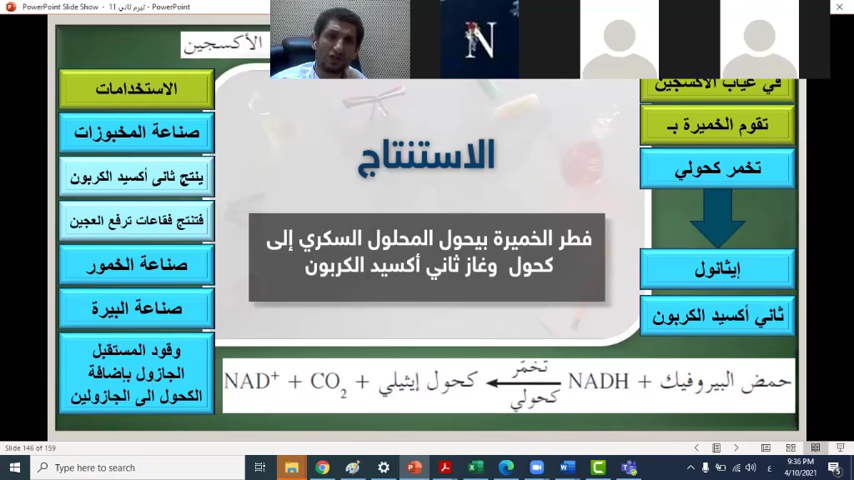 PowerPoint Slide Show - تيرم ثاني 11 - PowerPoint
الأكسجين
N
في غياب الأكسجين
تقوم الخميرة بـ
تخمر كحولي
إيثانول
ثاني أكسيد الكربون
الاستنتاج
فطر الخميرة بيحول المحلول السكري إلى
كحول وغاز ثاني أكسيد الكربون
الاستخدامات
صناعة المخبوزات
ينتج ثانى أكسيد الكربون
فتنتج فقاعات ترفع العجين
صناعة الخمور
صناعة البيرة
وقود المستقبل
الجازول بإضافة
الكحول الى الجازولين
حمض البيروفيك + NADH
تخمّر
كحولي
كحول إيثيلي + NAD⁺ + CO₂
Slide 146 of 159
Type here to search
ع
9:36 PM
4/10/2021